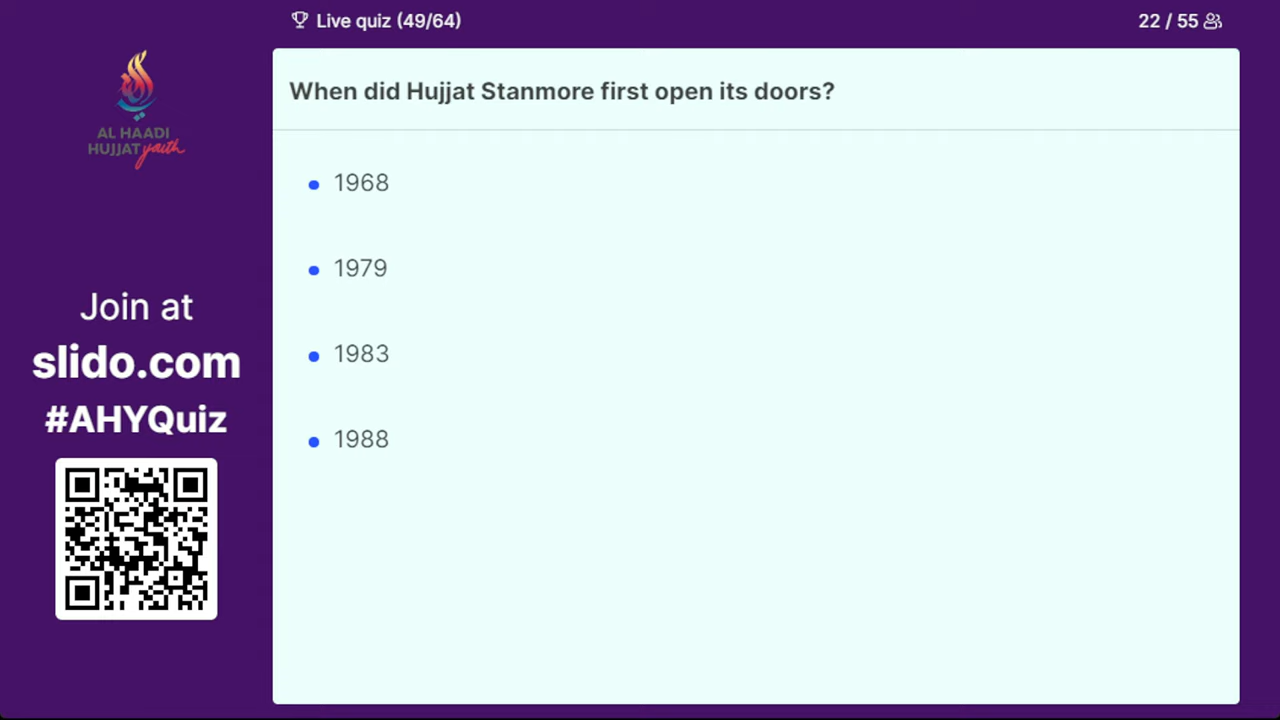 Live quiz (49/64)
22 / 55
AL HAADI
HUJJAT youth
When did Hujjat Stanmore first open its doors?
1968
1979
1983
1988
Join at
slido.com
#AHYQuiz